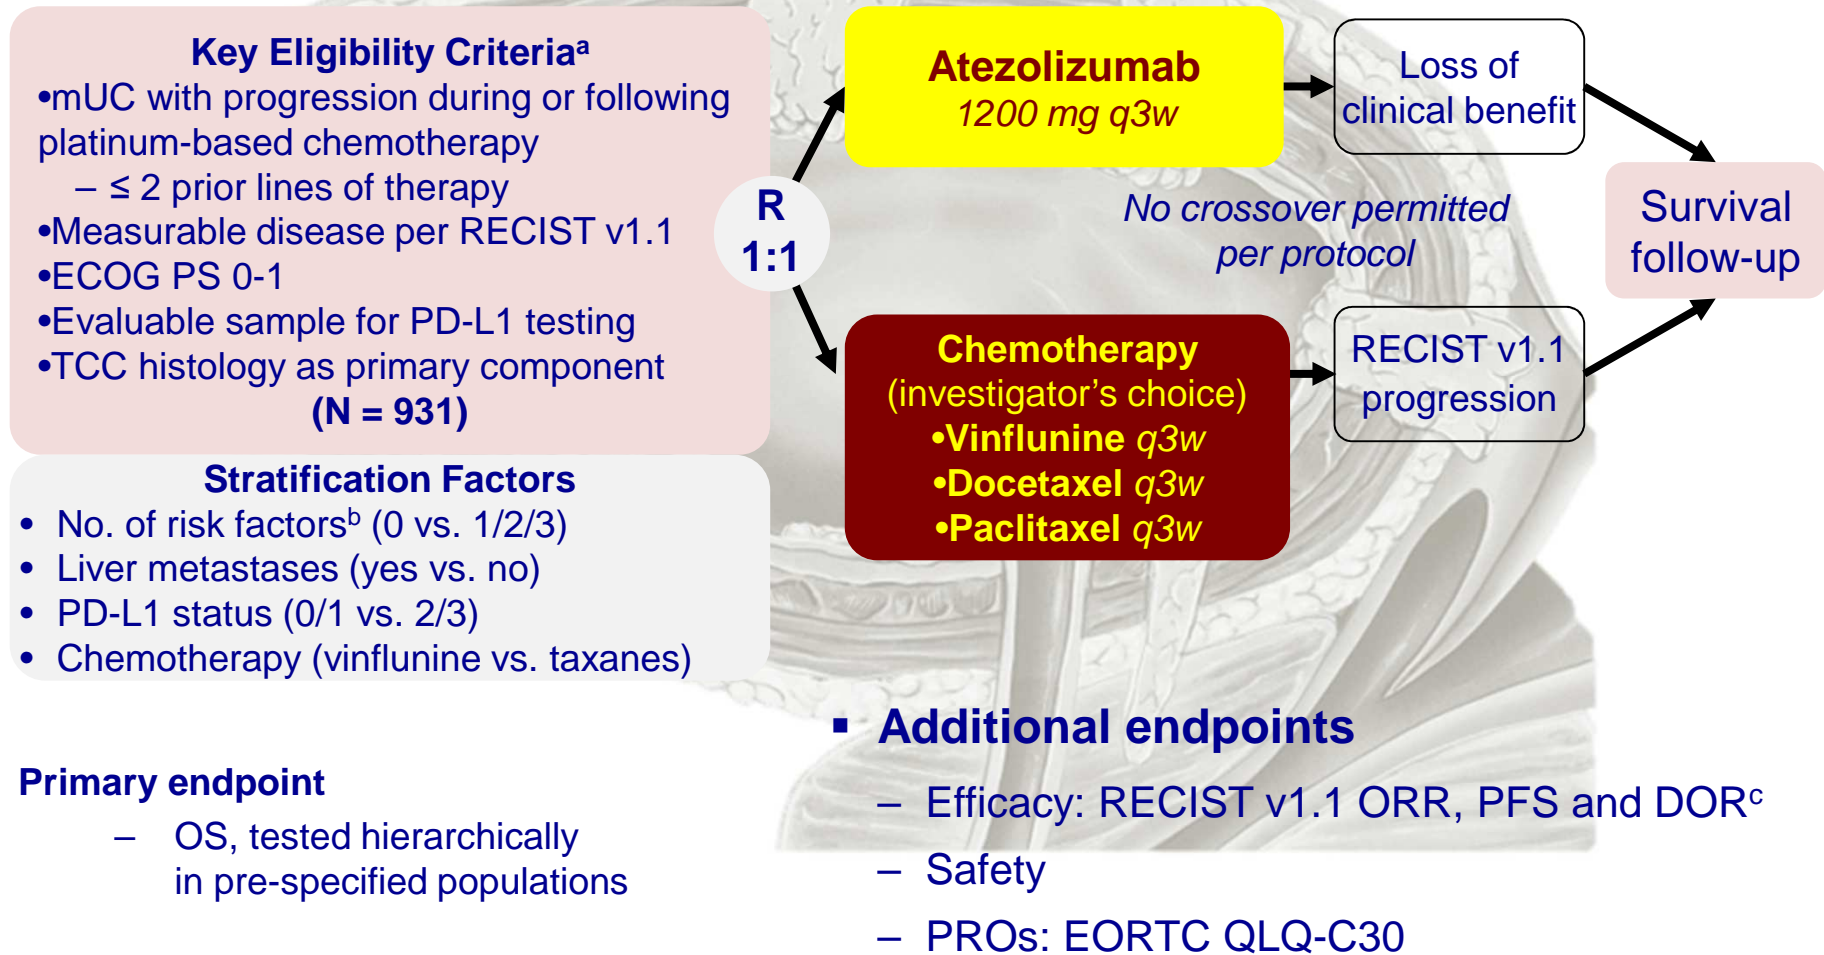 Key Eligibility Criteriaᵃ
•mUC with progression during or following
platinum-based chemotherapy
– ≤ 2 prior lines of therapy
•Measurable disease per RECIST v1.1
•ECOG PS 0-1
•Evaluable sample for PD-L1 testing
•TCC histology as primary component
(N = 931)
Stratification Factors
• No. of risk factorsᵇ (0 vs. 1/2/3)
• Liver metastases (yes vs. no)
• PD-L1 status (0/1 vs. 2/3)
• Chemotherapy (vinflunine vs. taxanes)
R
1:1
Atezolizumab
1200 mg q3w
Loss of
clinical benefit
No crossover permitted
per protocol
Chemotherapy
(investigator’s choice)
•Vinflunine q3w
•Docetaxel q3w
•Paclitaxel q3w
RECIST v1.1
progression
Survival
follow-up
Primary endpoint
– OS, tested hierarchically
in pre-specified populations
▪ Additional endpoints
– Efficacy: RECIST v1.1 ORR, PFS and DORᶜ
– Safety
– PROs: EORTC QLQ-C30